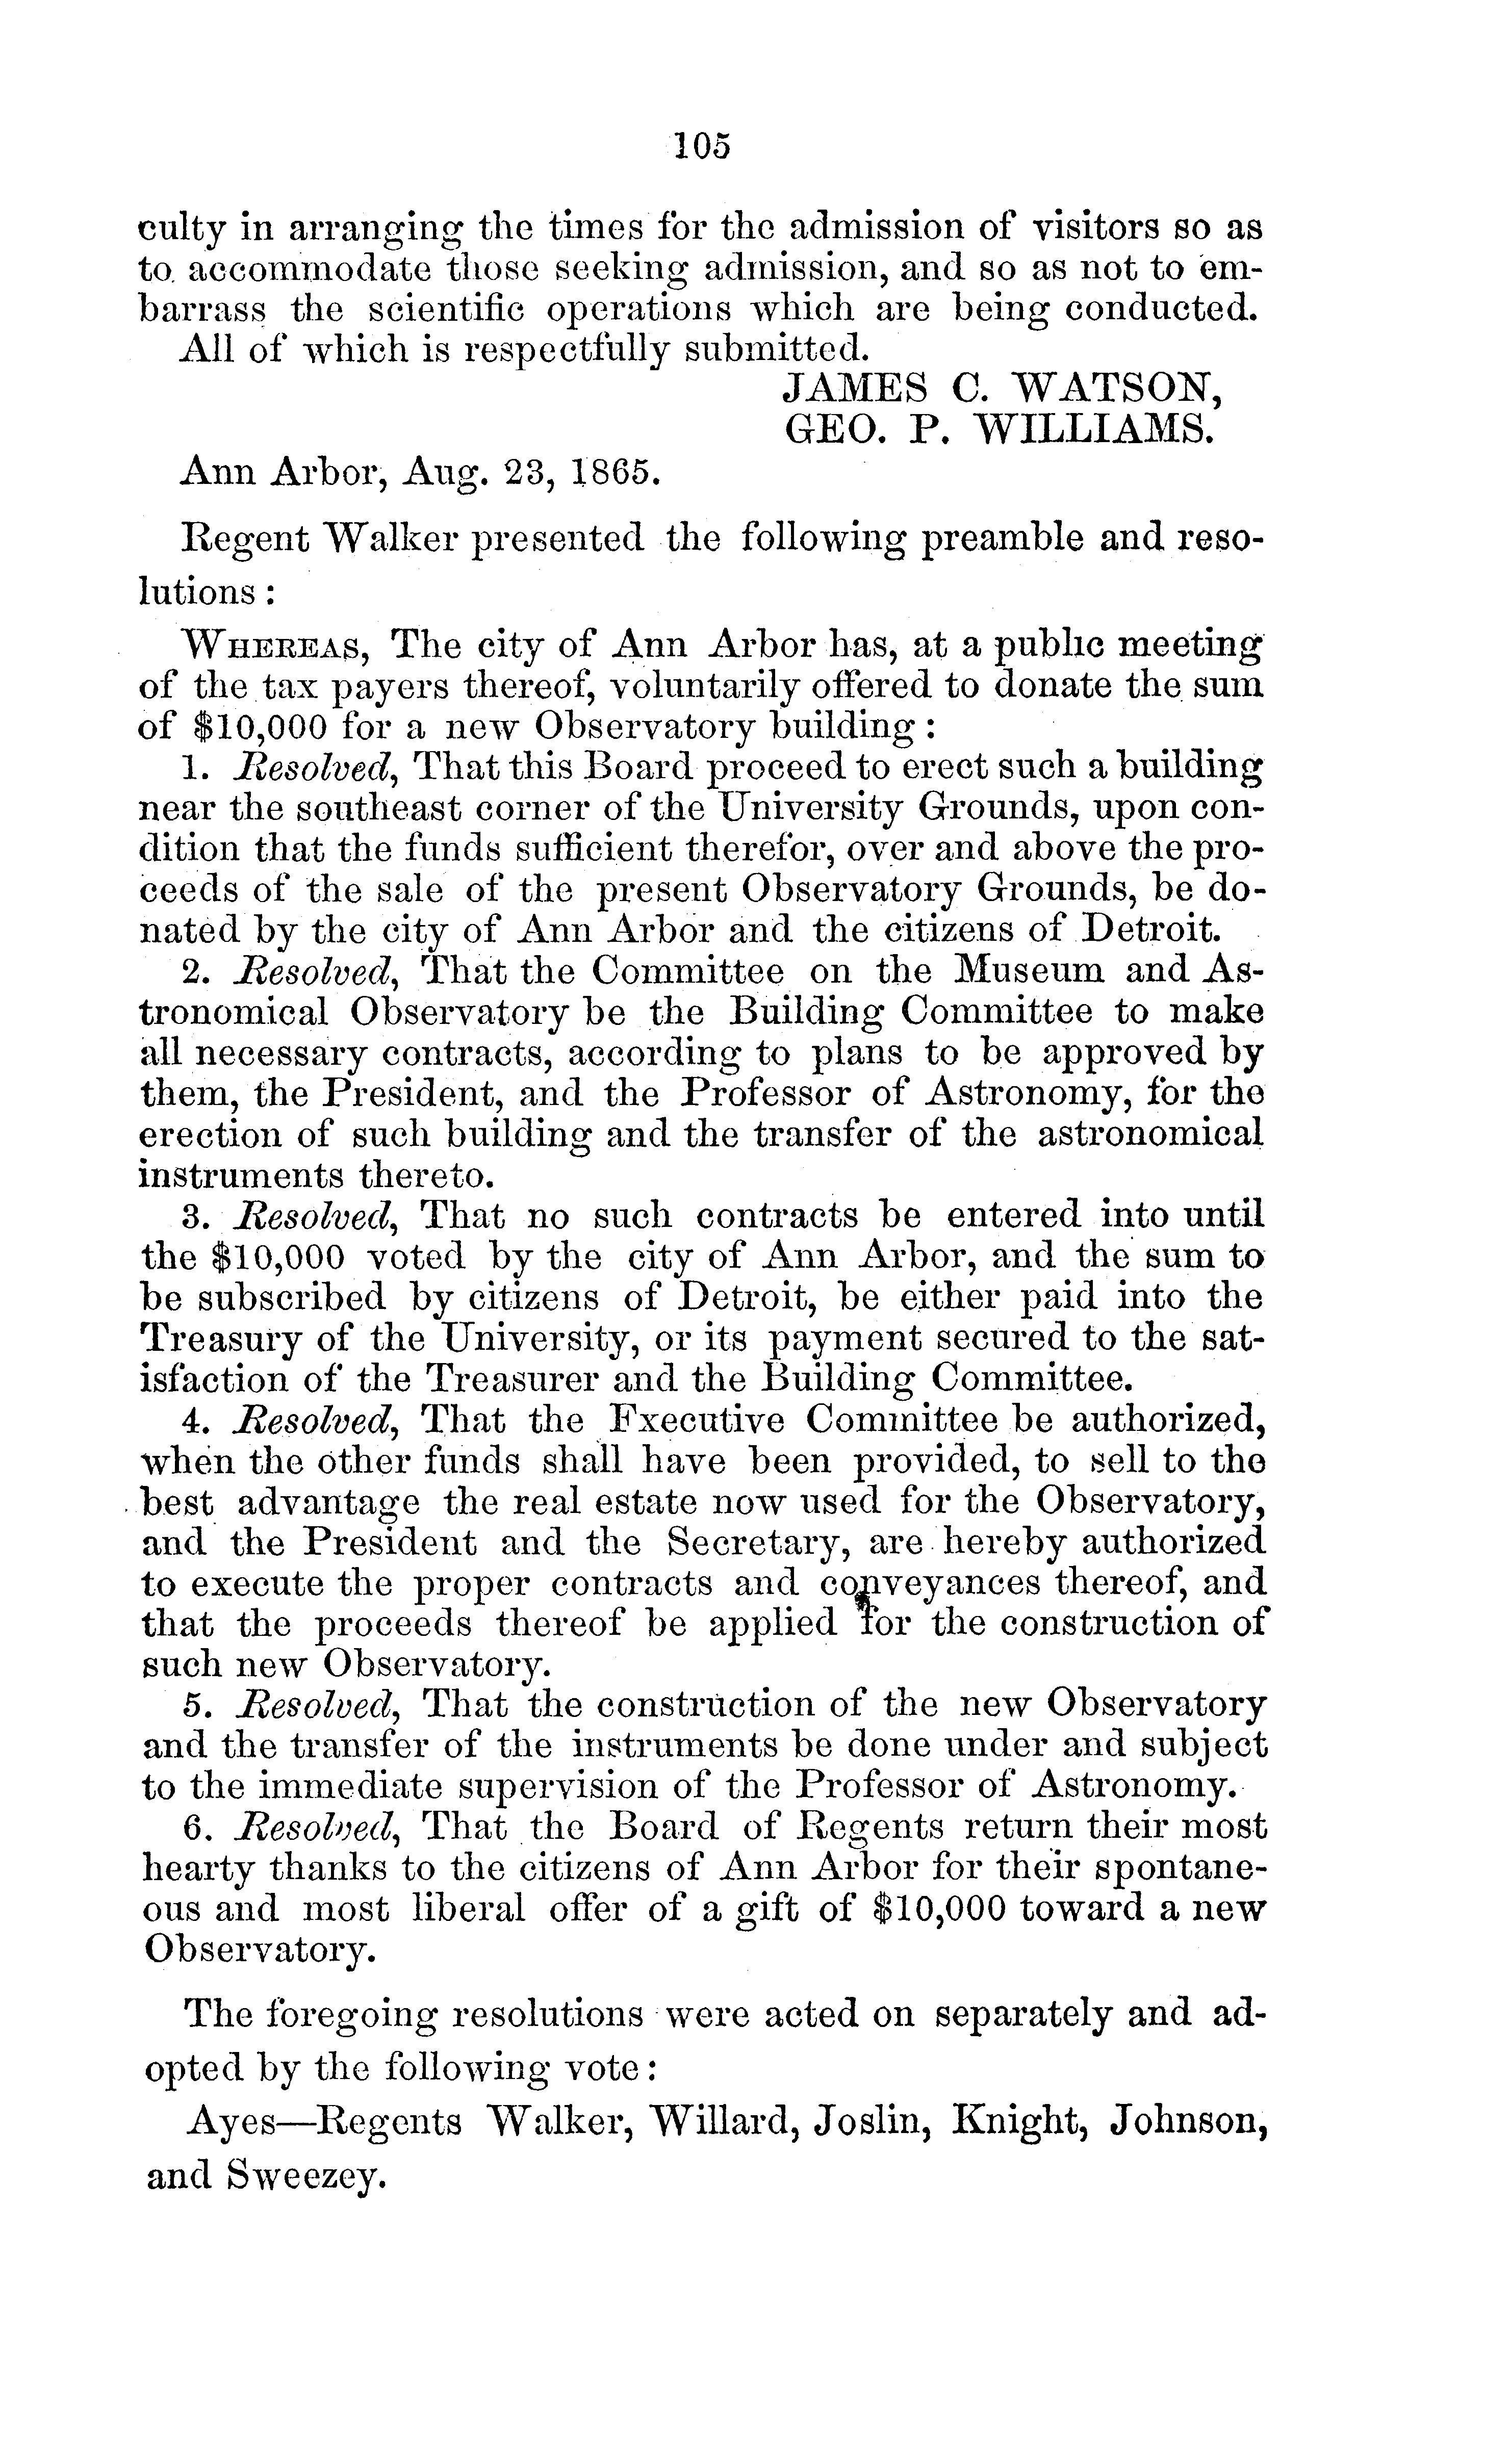 105
culty in arranging the times for the admission of visitors so as
to accommodate those seeking admission, and so as not to em-
barrass the scientific operations which are being conducted.
All of which is respectfully submitted.
JAMES C. WATSON,
GEO. P. WILLIAMS.
Ann Arbor, Aug. 23, 1865.
Regent Walker presented the following preamble and reso-
lutions :
WHEREAS, The city of Ann Arbor has, at a public meeting
of the tax payers thereof, voluntarily offered to donate the sum
of $10,000 for a new Observatory building :
1. Resolved, That this Board proceed to erect such a building
near the southeast corner of the University Grounds, upon con-
dition that the funds sufficient therefor, over and above the pro-
ceeds of the sale of the present Observatory Grounds, be do-
nated by the city of Ann Arbor and the citizens of Detroit.
2. Resolved, That the Committee on the Museum and As-
tronomical Observatory be the Building Committee to make
all necessary contracts, according to plans to be approved by
them, the President, and the Professor of Astronomy, for the
erection of such building and the transfer of the astronomical
instruments thereto.
3. Resolved, That no such contracts be entered into until
the $10,000 voted by the city of Ann Arbor, and the sum to
be subscribed by citizens of Detroit, be either paid into the
Treasury of the University, or its payment secured to the sat-
isfaction of the Treasurer and the Building Committee.
4. Resolved, That the Fxecutive Committee be authorized,
when the other funds shall have been provided, to sell to the
best advantage the real estate now used for the Observatory,
and the President and the Secretary, are hereby authorized
to execute the proper contracts and conveyances thereof, and
that the proceeds thereof be applied for the construction of
such new Observatory.
5. Resolved, That the construction of the new Observatory
and the transfer of the instruments be done under and subject
to the immediate supervision of the Professor of Astronomy.
6. Resolved, That the Board of Regents return their most
hearty thanks to the citizens of Ann Arbor for their spontane-
ous and most liberal offer of a gift of $10,000 toward a new
Observatory.
The foregoing resolutions were acted on separately and ad-
opted by the following vote:
Ayes—Regents Walker, Willard, Joslin, Knight, Johnson,
and Sweezey.